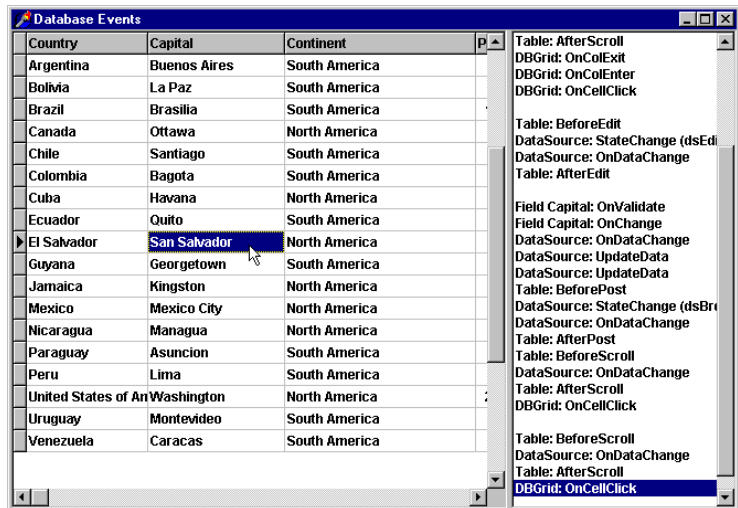 Database Events
Country Capital Continent P
Argentina Buenos Aires South America
Bolivia La Paz South America
Brazil Brasilia South America
Canada Ottawa North America
Chile Santiago South America
Colombia Bagota South America
Cuba Havana North America
Ecuador Quito South America
El Salvador San Salvador North America
Guyana Georgetown South America
Jamaica Kingston North America
Mexico Mexico City North America
Nicaragua Managua North America
Paraguay Asuncion South America
Peru Lima South America
United States of Am Washington North America
Uruguay Montevideo South America
Venezuela Caracas South America
Table: AfterScroll
DBGrid: OnColExit
DBGrid: OnColEnter
DBGrid: OnCellClick
Table: BeforeEdit
DataSource: StateChange (dsEdi
DataSource: OnDataChange
Table: AfterEdit
Field Capital: OnValidate
Field Capital: OnChange
DataSource: OnDataChange
DataSource: UpdateData
DataSource: UpdateData
Table: BeforePost
DataSource: StateChange (dsBro
DataSource: OnDataChange
Table: AfterPost
Table: BeforeScroll
DataSource: OnDataChange
Table: AfterScroll
DBGrid: OnCellClick
Table: BeforeScroll
DataSource: OnDataChange
Table: AfterScroll
DBGrid: OnCellClick